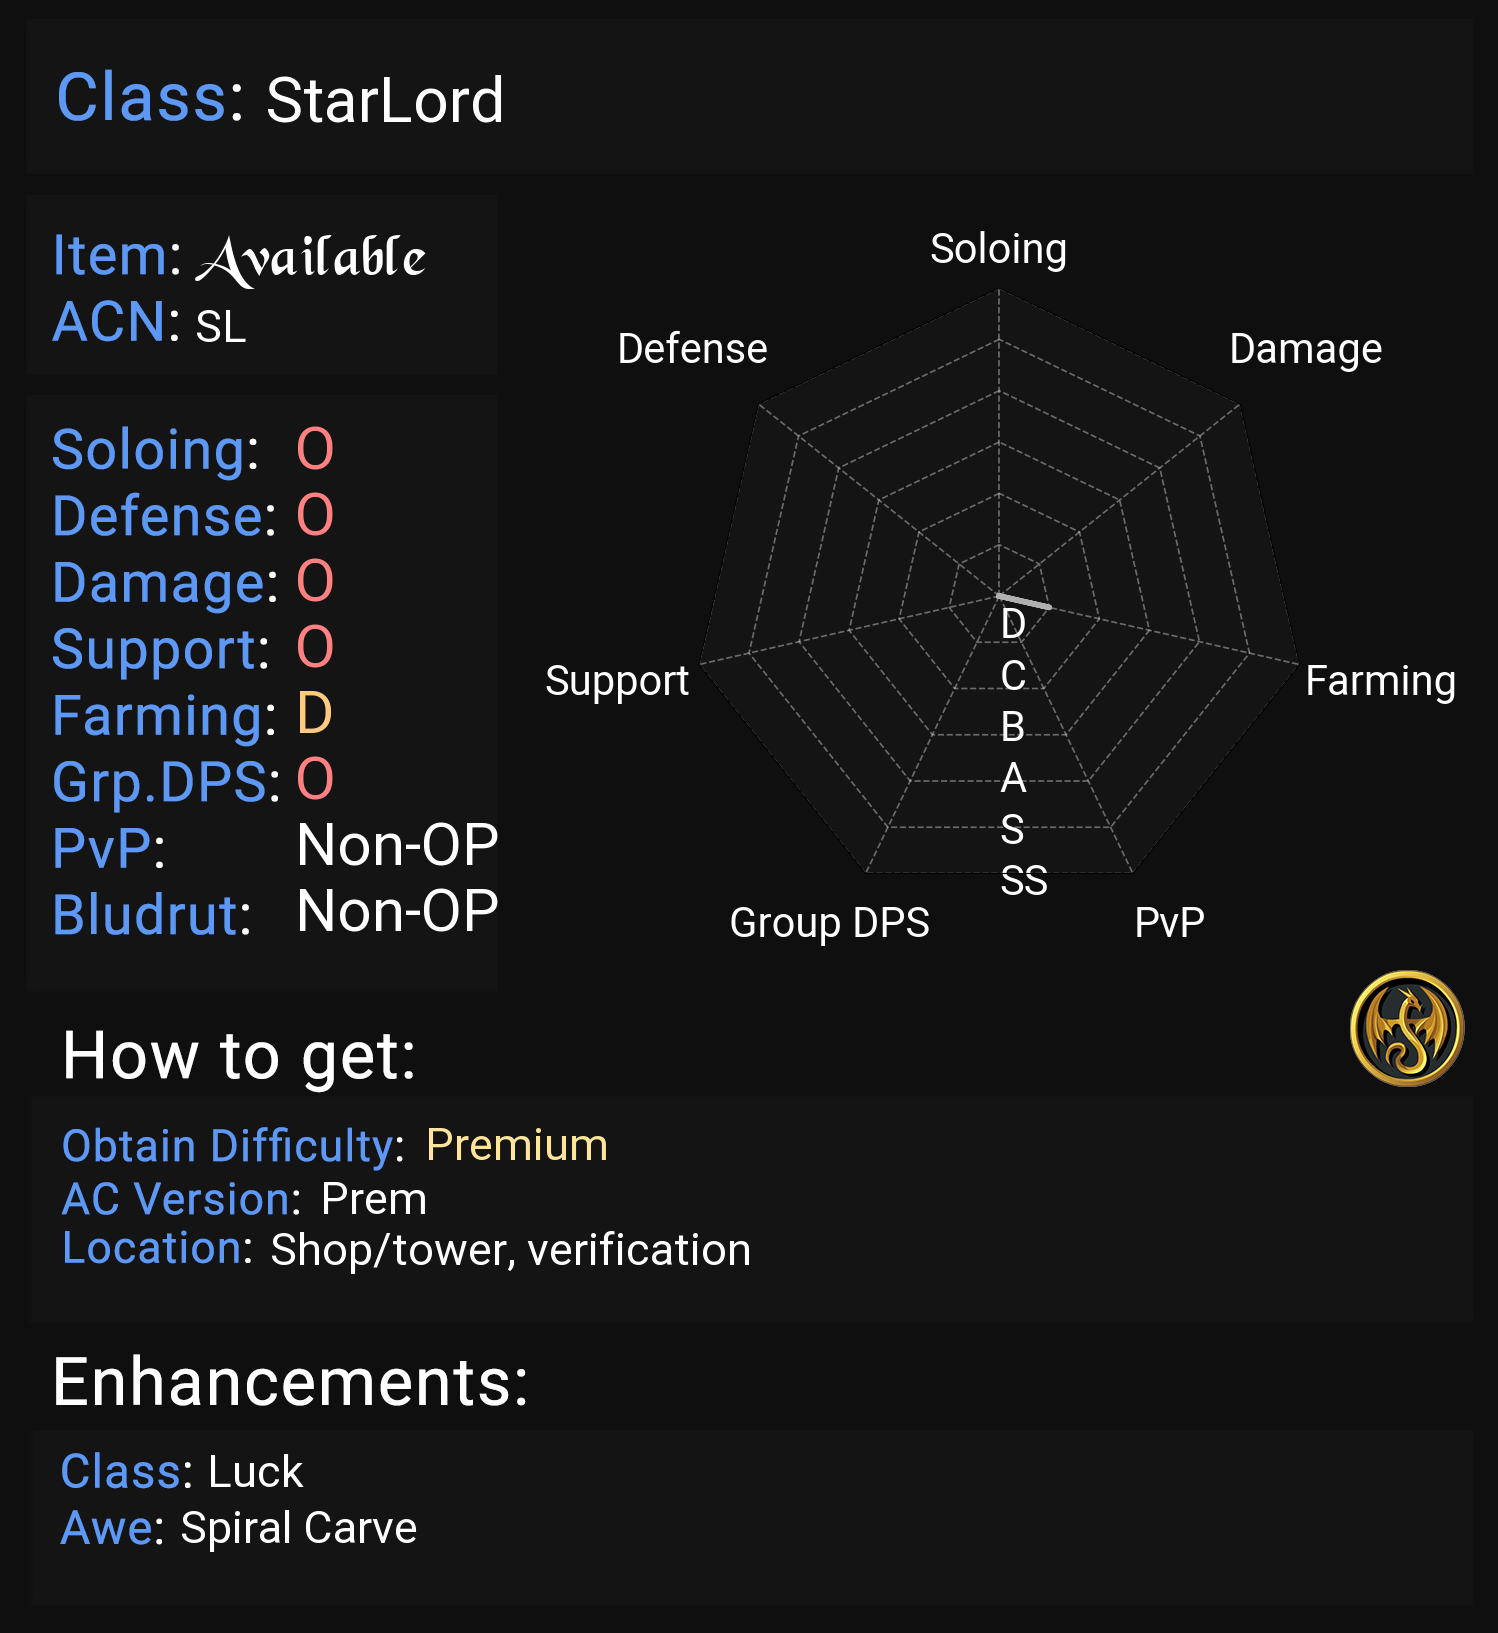 Class: StarLord
Item: Available
ACN: SL
Soloing: O
Defense: O
Damage: O
Support: O
Farming: D
Grp.DPS: O
PvP: Non-OP
Bludrut: Non-OP
Soloing
Defense
Damage
Support
Farming
Group DPS
PvP
D
C
B
A
S
SS
How to get:
Obtain Difficulty: Premium
AC Version: Prem
Location: Shop/tower, verification
Enhancements:
Class: Luck
Awe: Spiral Carve